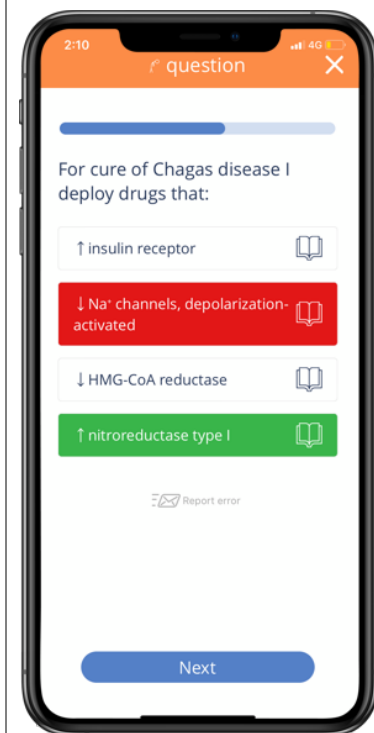 2:10
4G
question
For cure of Chagas disease I
deploy drugs that:
↑ insulin receptor
↓ Na⁺ channels, depolarization-
activated
↓ HMG-CoA reductase
↑ nitroreductase type I
Report error
Next